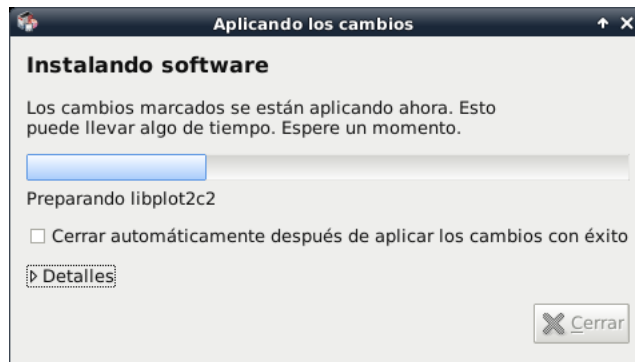 Aplicando los cambios
Instalando software
Los cambios marcados se están aplicando ahora. Esto
puede llevar algo de tiempo. Espere un momento.
Preparando libplot2c2
Cerrar automáticamente después de aplicar los cambios con éxito
Detalles
Cerrar